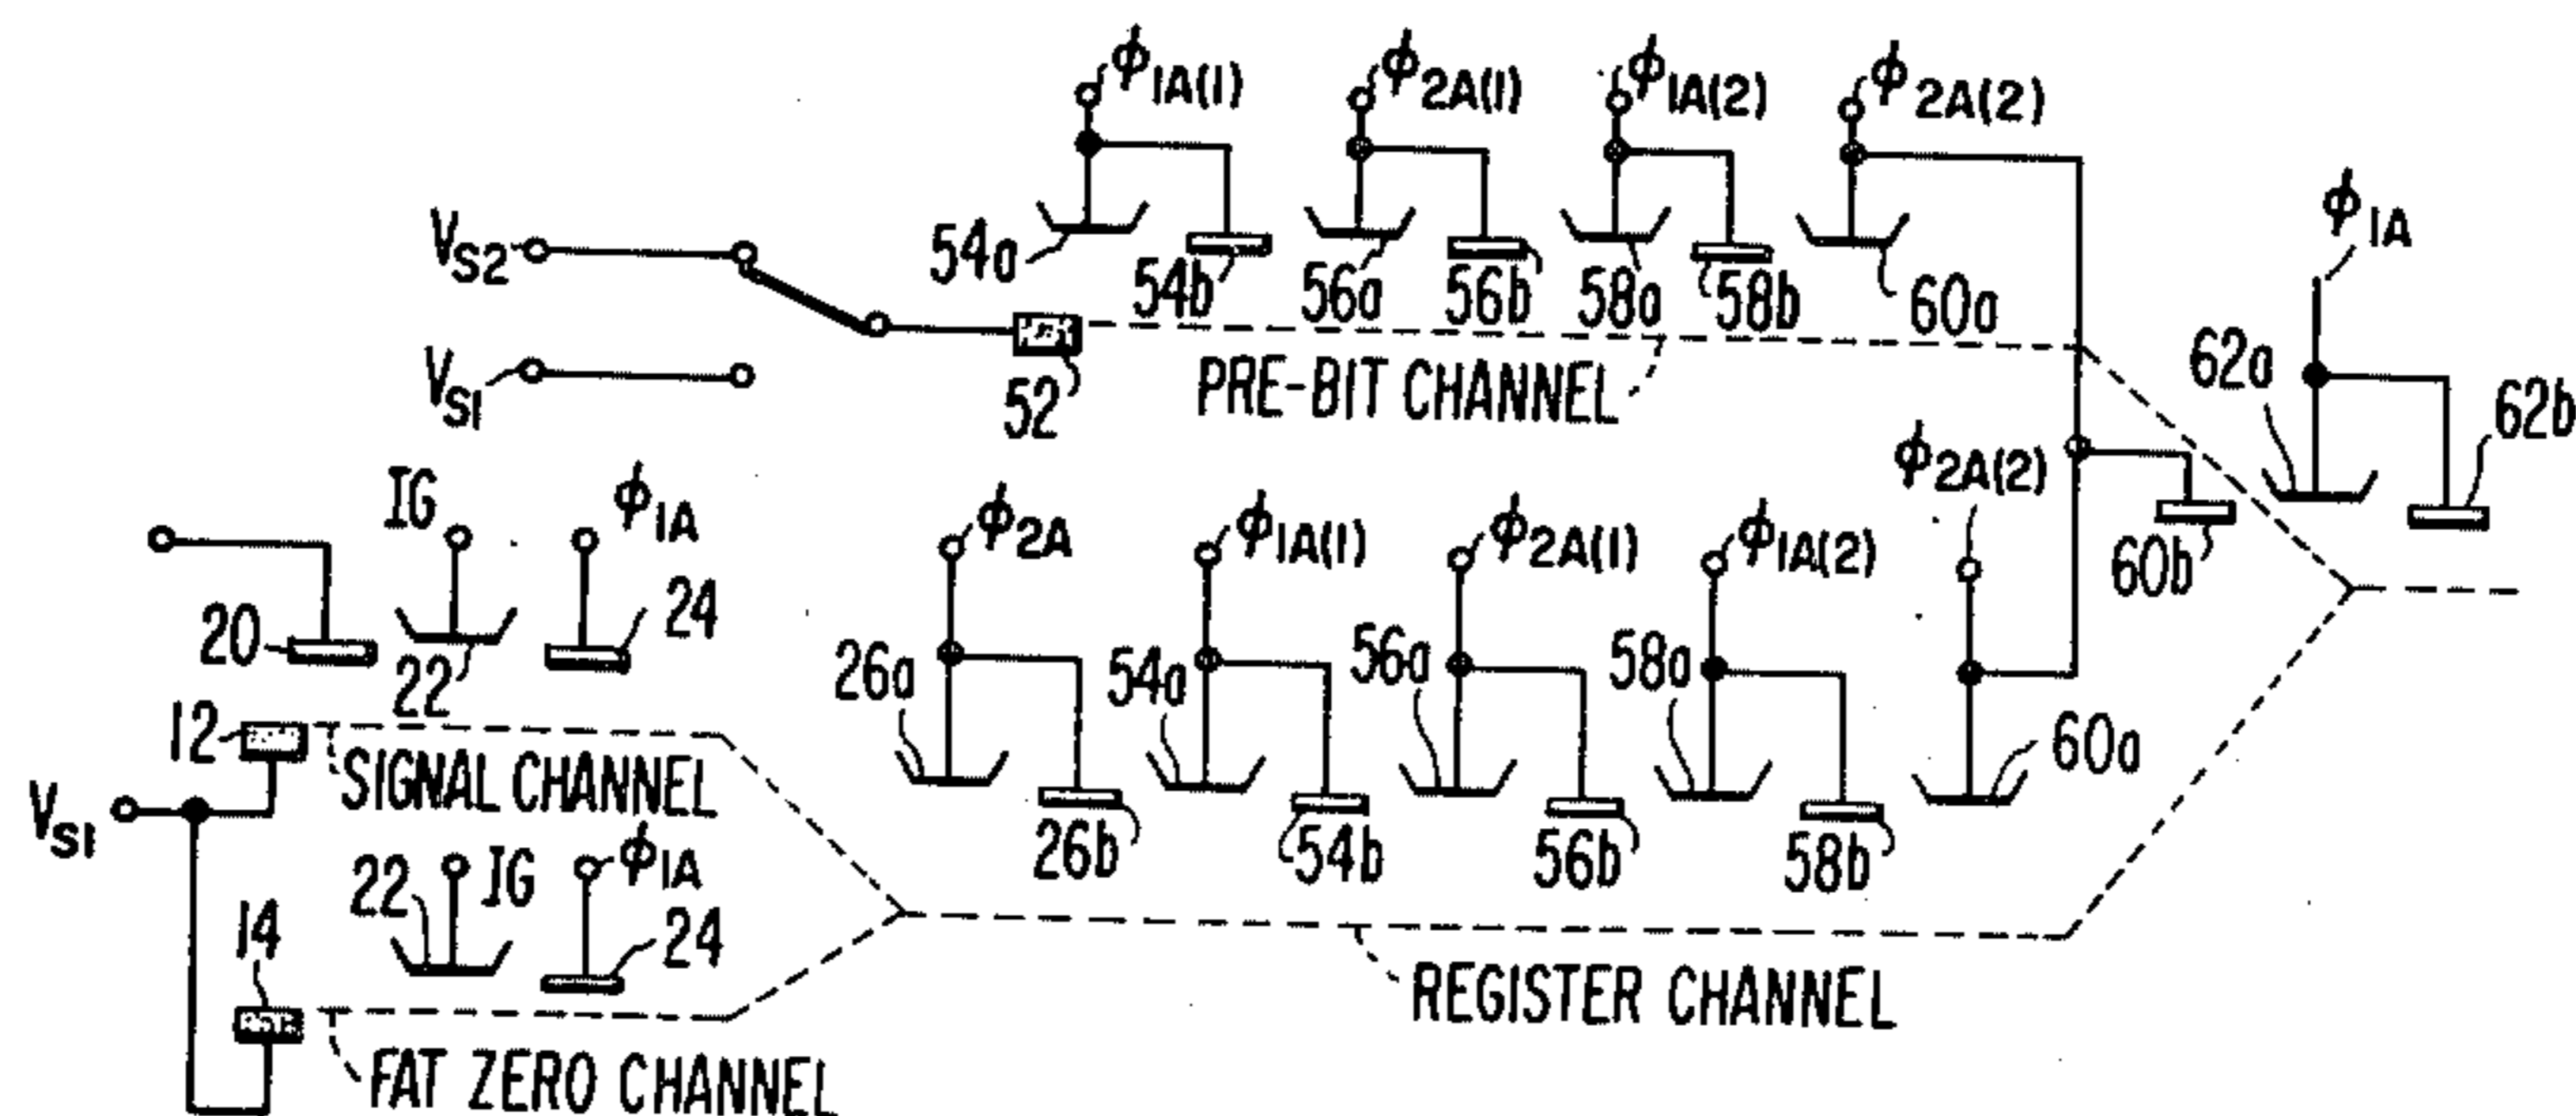 ϕ1A(1) ϕ2A(1) ϕ1A(2) ϕ2A(2)
ϕ1A
VS2
54a 54b 56a 56b 58a 58b 60a
VS1
52
PRE-BIT CHANNEL
62a 62b
IG ϕ1A
ϕ2A ϕ1A(1) ϕ2A(1) ϕ1A(2) ϕ2A(2)
60b
20 22 24
26a 54a 56a 58a 60a
12
SIGNAL CHANNEL
VS1
26b 54b 56b 58b
22 IG ϕ1A
14 24
REGISTER CHANNEL
FAT ZERO CHANNEL